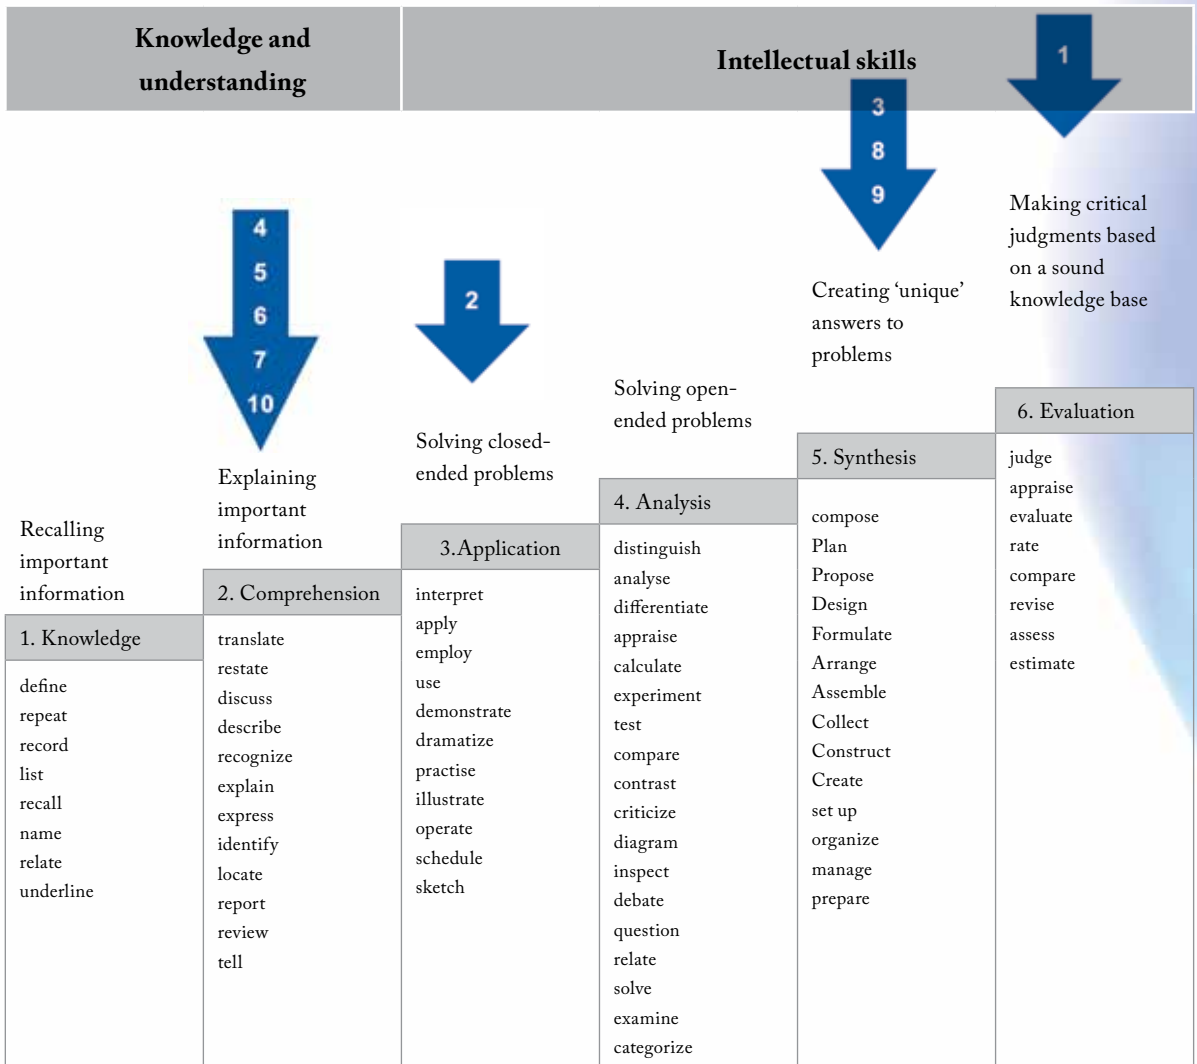 Knowledge and
understanding
Intellectual skills
1
3
8
9
4
5
6
7
10
2
Making critical
judgments based
on a sound
knowledge base
Creating ‘unique’
answers to
problems
Solving open-
ended problems
Solving closed-
ended problems
Explaining
important
information
Recalling
important
information
1. Knowledge
define
repeat
record
list
recall
name
relate
underline
2. Comprehension
translate
restate
discuss
describe
recognize
explain
express
identify
locate
report
review
tell
3.Application
interpret
apply
employ
use
demonstrate
dramatize
practise
illustrate
operate
schedule
sketch
4. Analysis
distinguish
analyse
differentiate
appraise
calculate
experiment
test
compare
contrast
criticize
diagram
inspect
debate
question
relate
solve
examine
categorize
5. Synthesis
compose
Plan
Propose
Design
Formulate
Arrange
Assemble
Collect
Construct
Create
set up
organize
manage
prepare
6. Evaluation
judge
appraise
evaluate
rate
compare
revise
assess
estimate